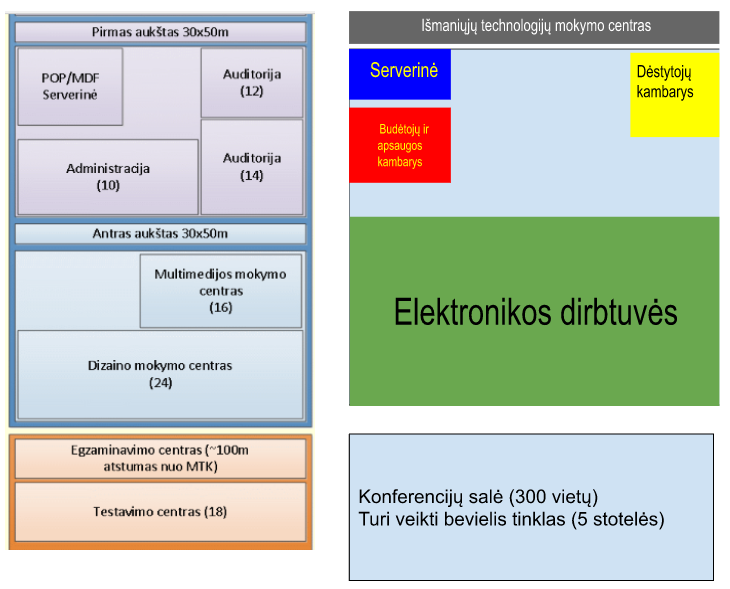 Pirmas aukštas 30x50m
POP/MDF
Serverinė
Auditorija
(12)
Administracija
(10)
Auditorija
(14)
Antras aukštas 30x50m
Multimedijos mokymo
centras
(16)
Dizaino mokymo centras
(24)
Egzaminavimo centras (~100m
atstumas nuo MTK)
Testavimo centras (18)
Išmaniųjų technologijų mokymo centras
Serverinė
Dėstytojų
kambarys
Budėtojų ir
apsaugos
kambarys
Elektronikos dirbtuvės
Konferencijų salė (300 vietų)
Turi veikti bevielis tinklas (5 stotelės)